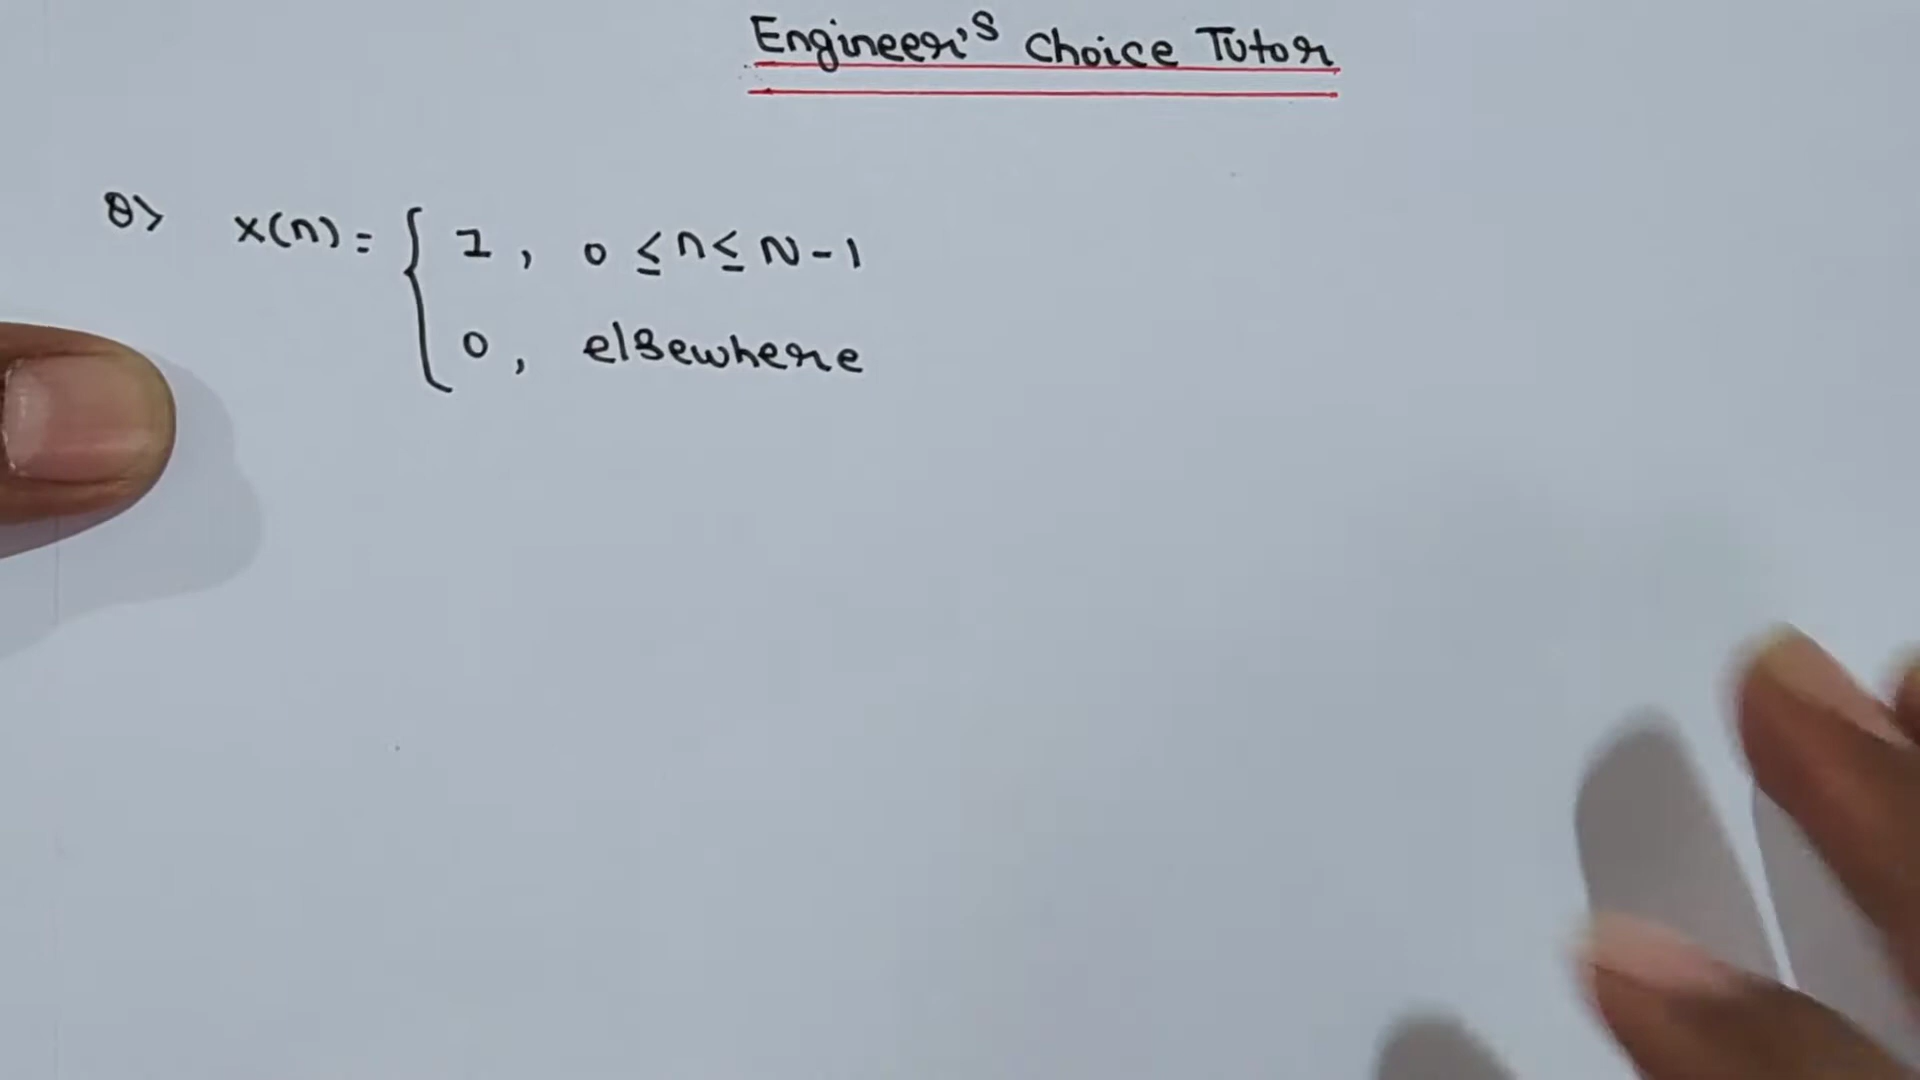 Engineer's Choice Tutor
Q> x(n) = { 1, 0 ≤ n ≤ N-1
0, elsewhere